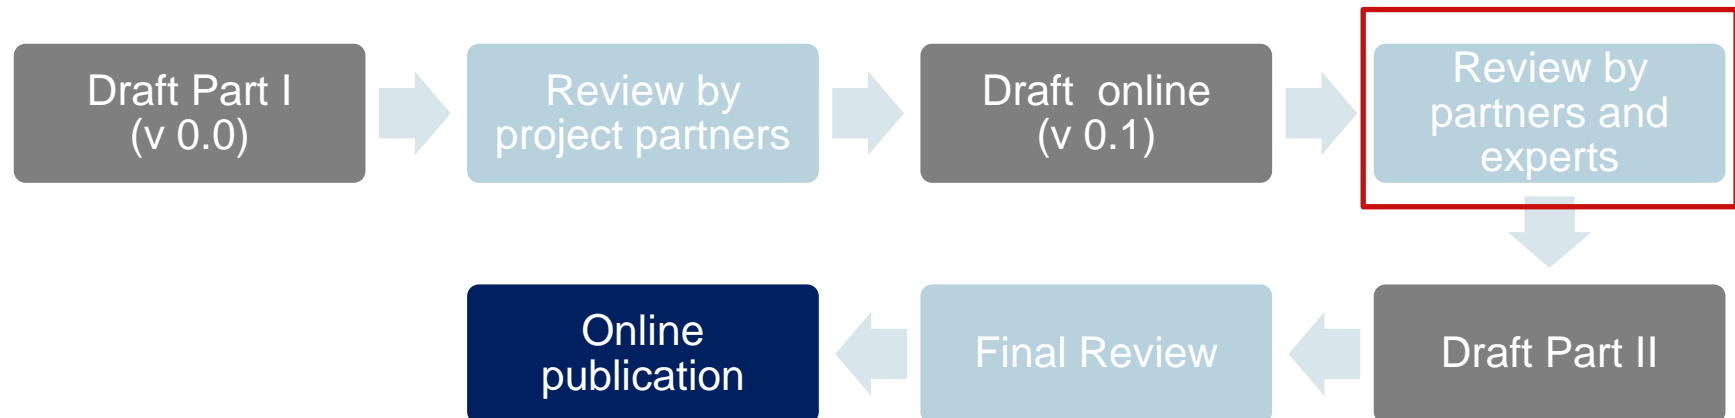 Draft Part I
(v 0.0)
Review by
project partners
Draft online
(v 0.1)
Review by
partners and
experts
Draft Part II
Final Review
Online
publication